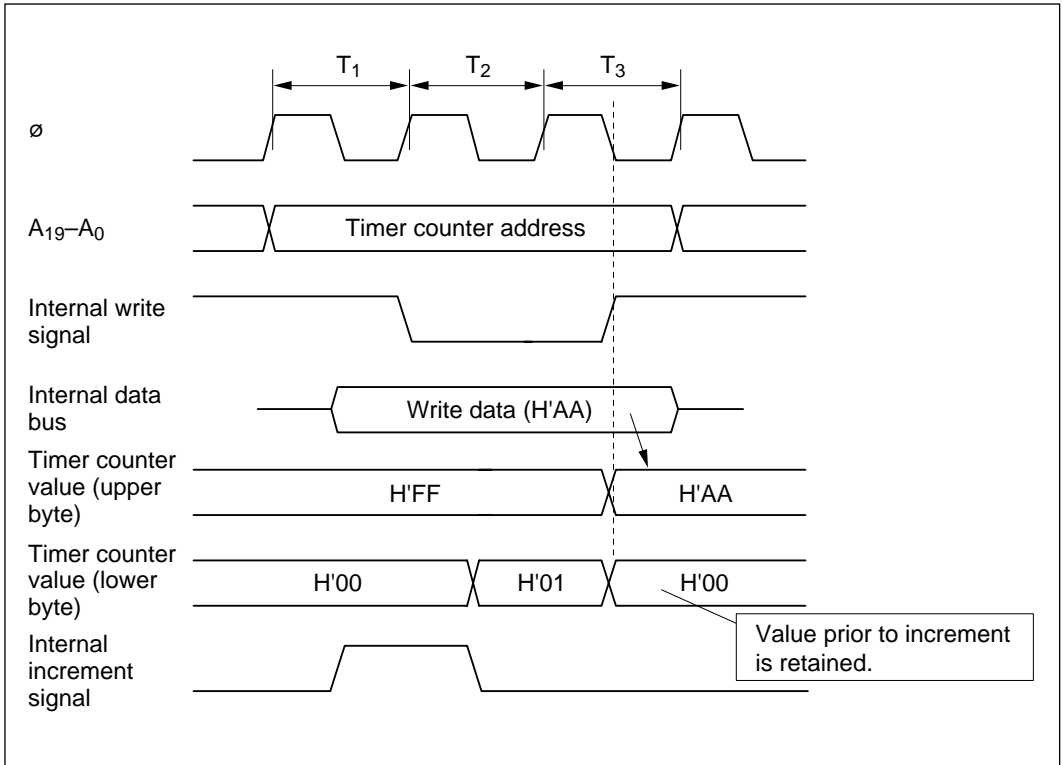 T1 T2 T3
ø
A19–A0
Timer counter address
Internal write
signal
Internal data
bus
Write data (H'AA)
Timer counter
value (upper
byte)
H'FF
H'AA
Timer counter
value (lower
byte)
H'00
H'01
H'00
Value prior to increment
is retained.
Internal
increment
signal